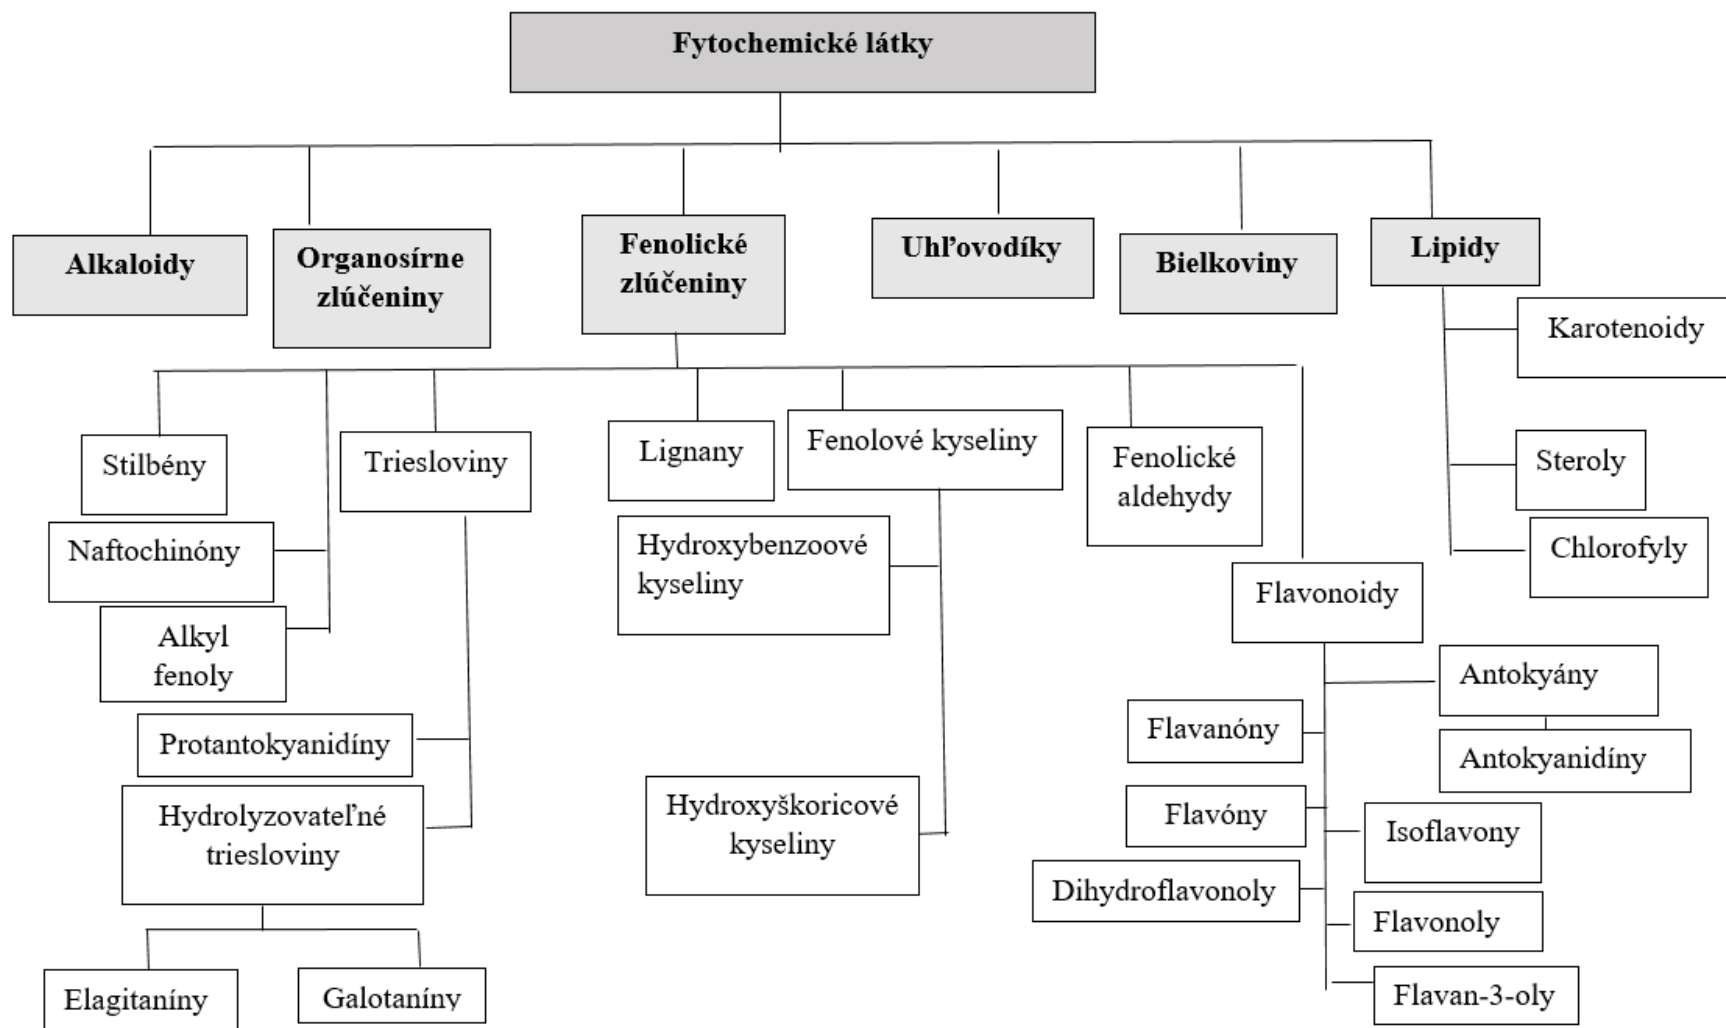 Fytochemické látky
Alkaloidy
Organosírne
zlúčeniny
Fenolické
zlúčeniny
Uhľovodíky
Bielkoviny
Lipidy
Karotenoidy
Steroly
Chlorofyly
Stilbény
Triesloviny
Lignany
Fenolové kyseliny
Fenolické
aldehydy
Naftochinóny
Hydroxybenzoové
kyseliny
Flavonoidy
Alkyl
fenoly
Antokyány
Protantokyanidíny
Flavanóny
Antokyanidíny
Hydrolyzovateľné
triesloviny
Hydroxyškoricové
kyseliny
Flavóny
Isoflavony
Dihydroflavonoly
Flavonoly
Elagitaníny
Galotaníny
Flavan-3-oly